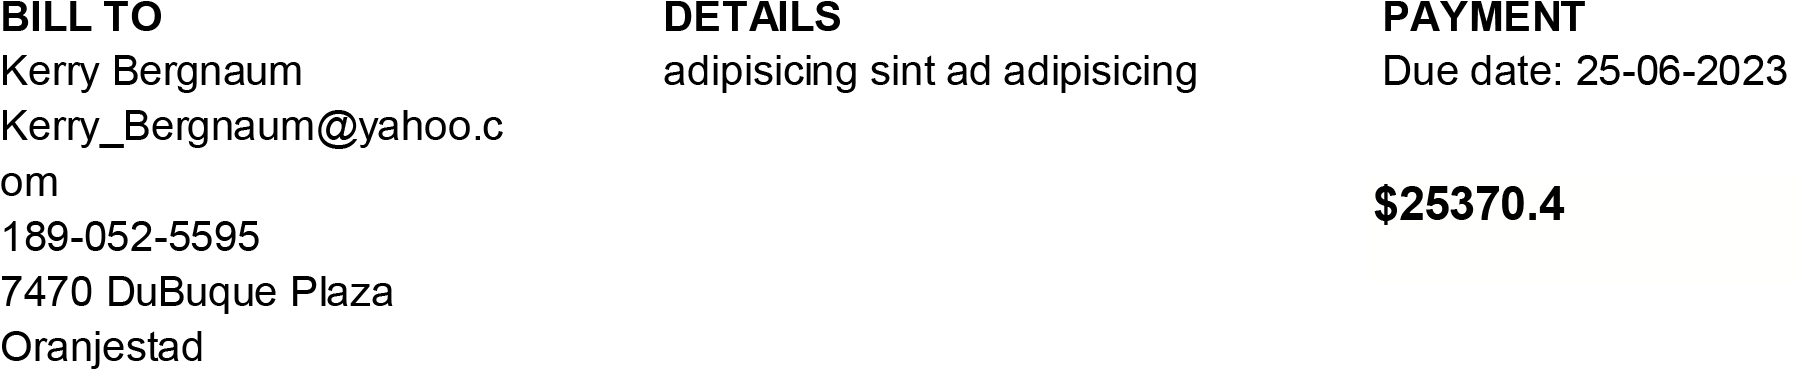 BILL TO
Kerry Bergnaum
Kerry_Bergnaum@yahoo.c
om
189-052-5595
7470 DuBuque Plaza
Oranjestad
DETAILS
adipisicing sint ad adipisicing
PAYMENT
Due date: 25-06-2023
$25370.4